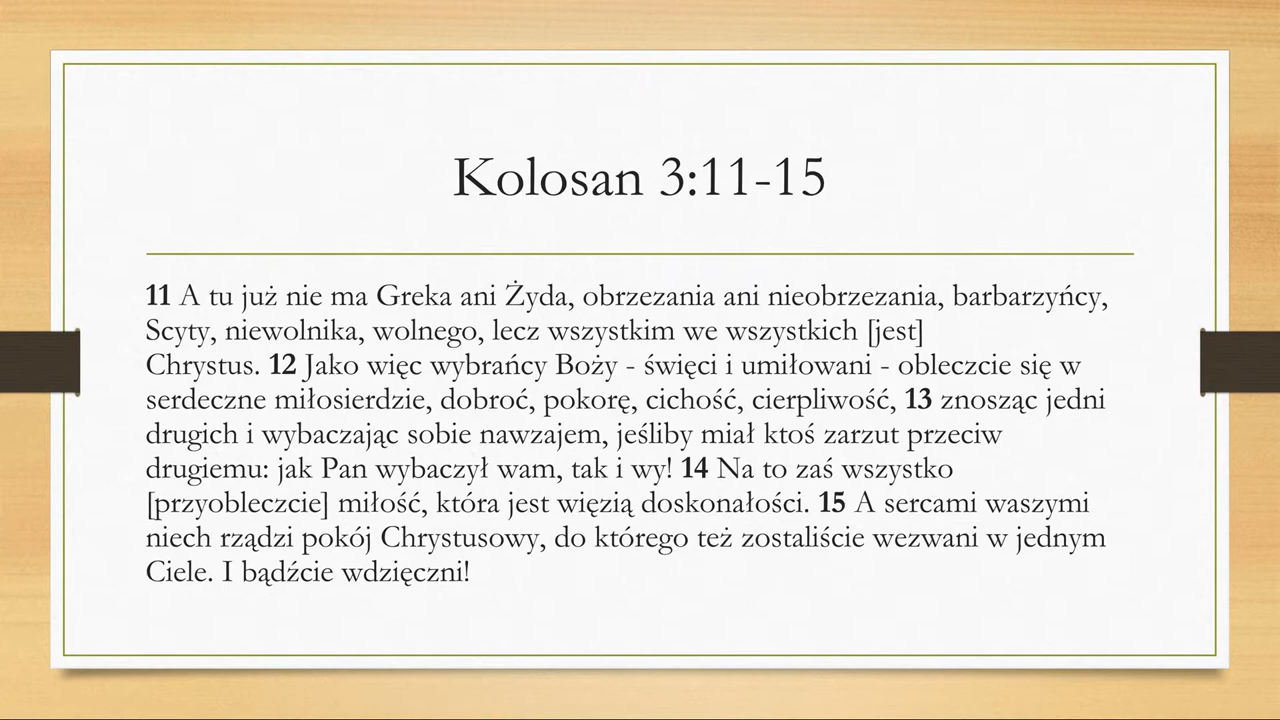 Kolosan 3:11-15
11 A tu już nie ma Greka ani Żyda, obrzezania ani nieobrzezania, barbarzyńcy,
Scyty, niewolnika, wolnego, lecz wszystkim we wszystkich [jest]
Chrystus. 12 Jako więc wybrańcy Boży - święci i umiłowani - obleczcie się w
serdeczne miłosierdzie, dobroć, pokorę, cichość, cierpliwość, 13 znosząc jedni
drugich i wybaczając sobie nawzajem, jeśliby miał ktoś zarzut przeciw
drugiemu: jak Pan wybaczył wam, tak i wy! 14 Na to zaś wszystko
[przyobleczcie] miłość, która jest więzią doskonałości. 15 A sercami waszymi
niech rządzi pokój Chrystusowy, do którego też zostaliście wezwani w jednym
Ciele. I bądźcie wdzięczni!